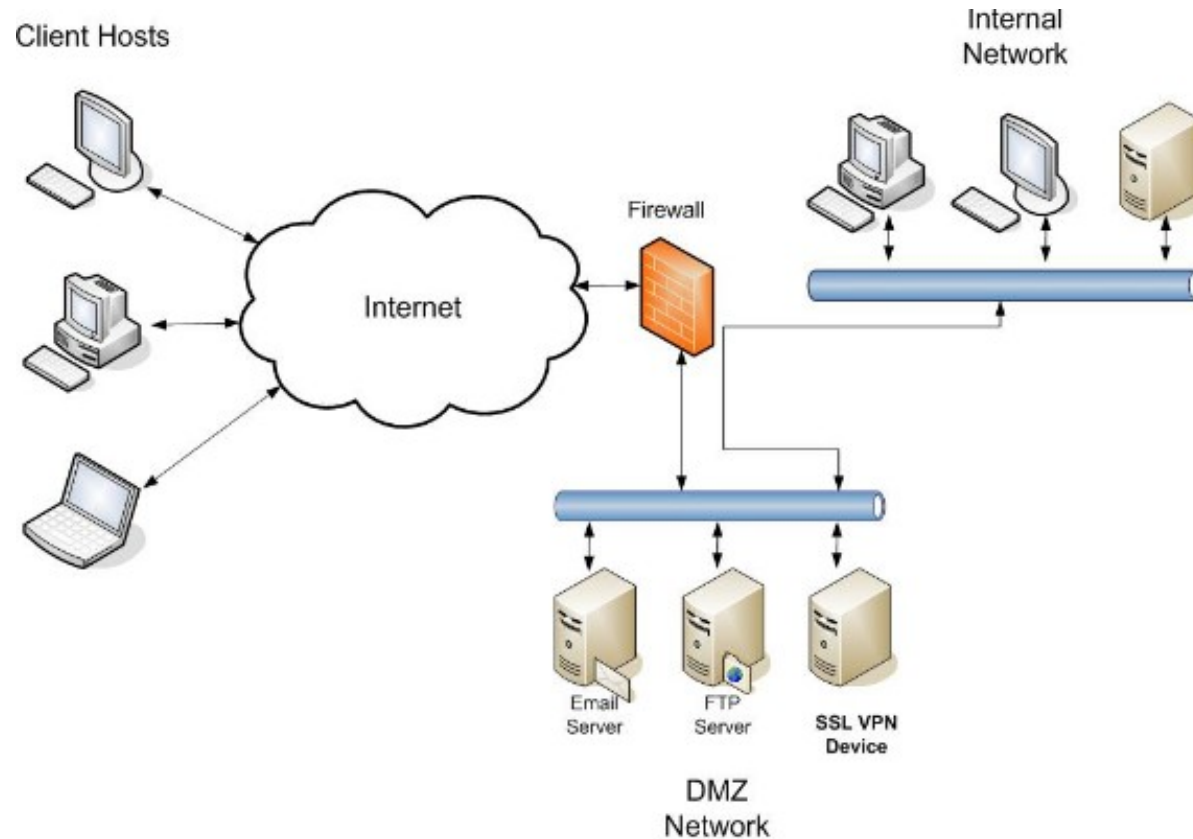 Client Hosts
Internal
Network
Firewall
Internet
Email
Server
FTP
Server
SSL VPN
Device
DMZ
Network